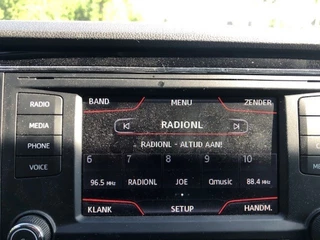 BAND MENU ZENDER
RADIO
RADIONL
MEDIA
RADIONL - ALTIJD AAN!
PHONE
6 7 8 9 10
VOICE
96.5 MHz RADIONL JOE Qmusic 88.4 MHz
KLANK SETUP HANDM.